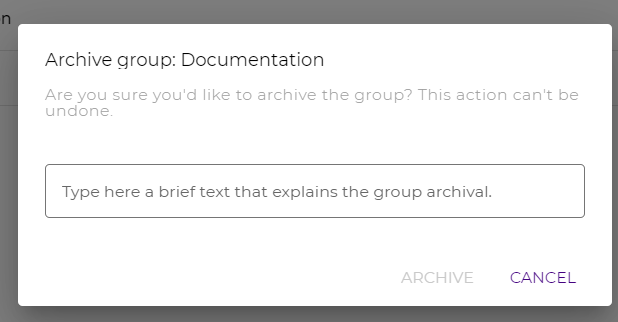 n
Archive group: Documentation
Are you sure you'd like to archive the group? This action can't be
undone.
Type here a brief text that explains the group archival.
ARCHIVE CANCEL